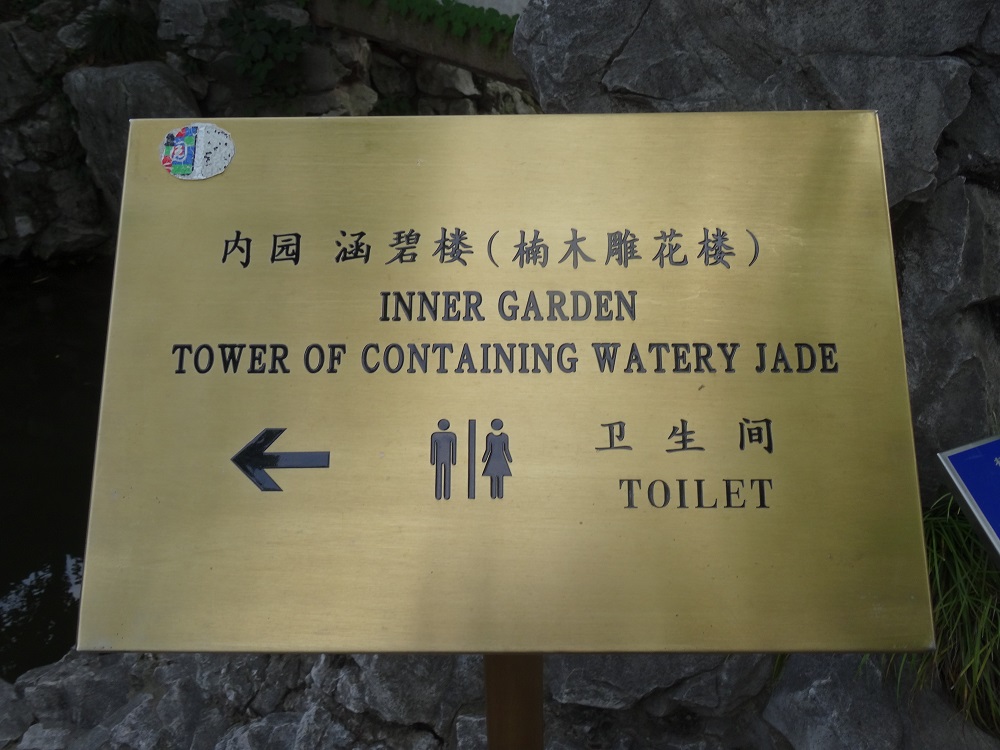 内园 涵碧楼(楠木雕花楼)
INNER GARDEN
TOWER OF CONTAINING WATERY JADE
卫生间
TOILET